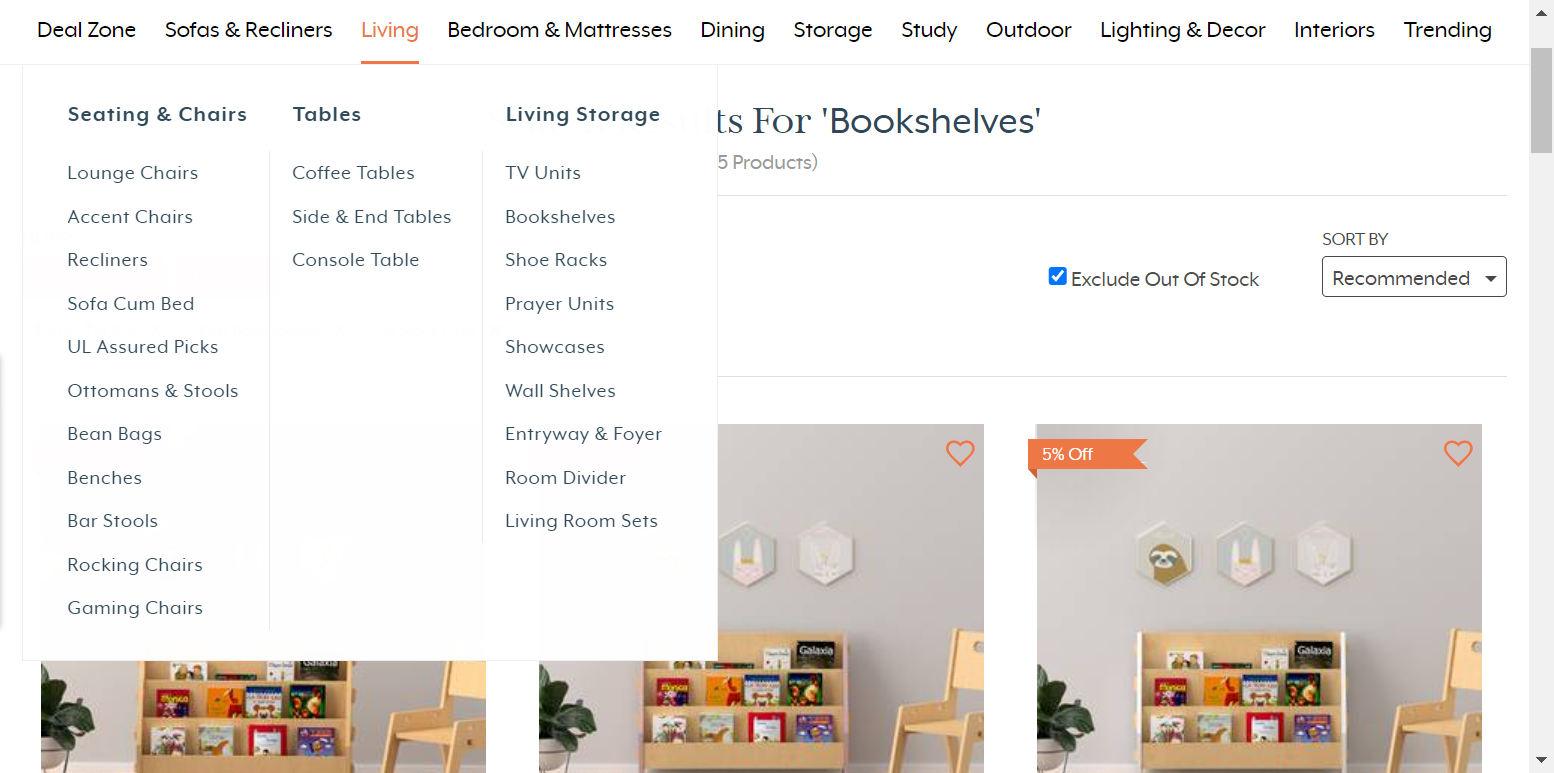 Deal Zone Sofas & Recliners Living Bedroom & Mattresses Dining Storage Study Outdoor Lighting & Decor Interiors Trending
Seating & Chairs
Lounge Chairs
Accent Chairs
Recliners
Sofa Cum Bed
UL Assured Picks
Ottomans & Stools
Bean Bags
Benches
Bar Stools
Rocking Chairs
Gaming Chairs
Tables
Coffee Tables
Side & End Tables
Console Table
Living Storage
TV Units
Bookshelves
Shoe Racks
Prayer Units
Showcases
Wall Shelves
Entryway & Foyer
Room Divider
Living Room Sets
ts For 'Bookshelves'
5 Products)
Exclude Out Of Stock
SORT BY
Recommended
5% Off
Galaxia
Monica
Galaxia
Monica
Galaxia
Monica